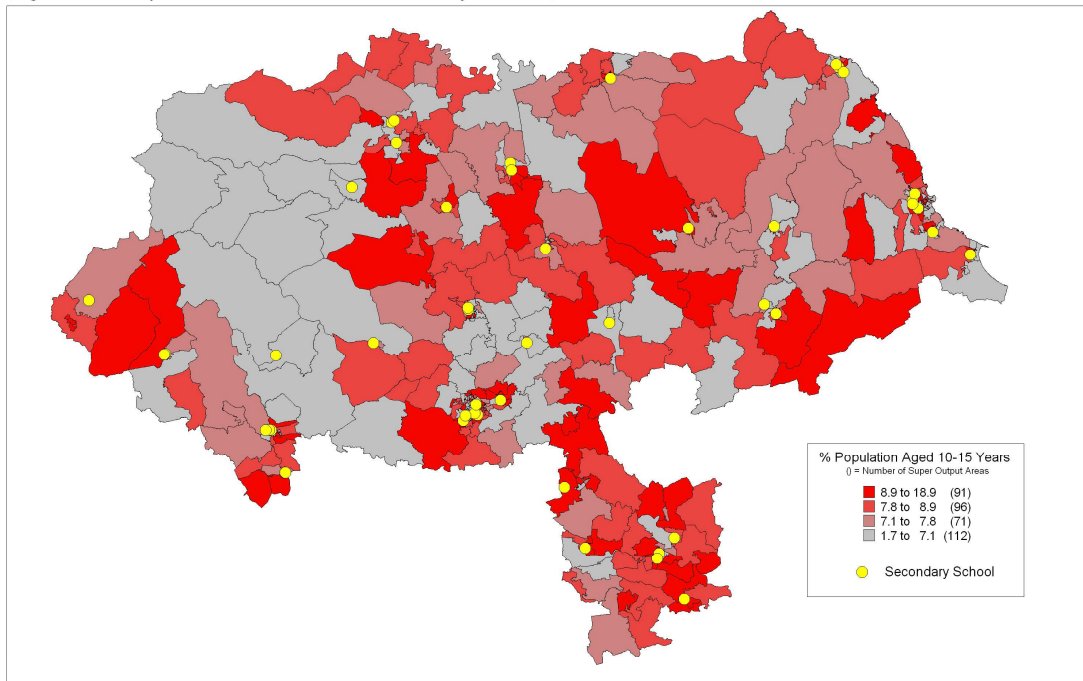 % Population Aged 10-15 Years
() = Number of Super Output Areas
8.9 to 18.9 (91)
7.8 to 8.9 (96)
7.1 to 7.8 (71)
1.7 to 7.1 (112)
Secondary School